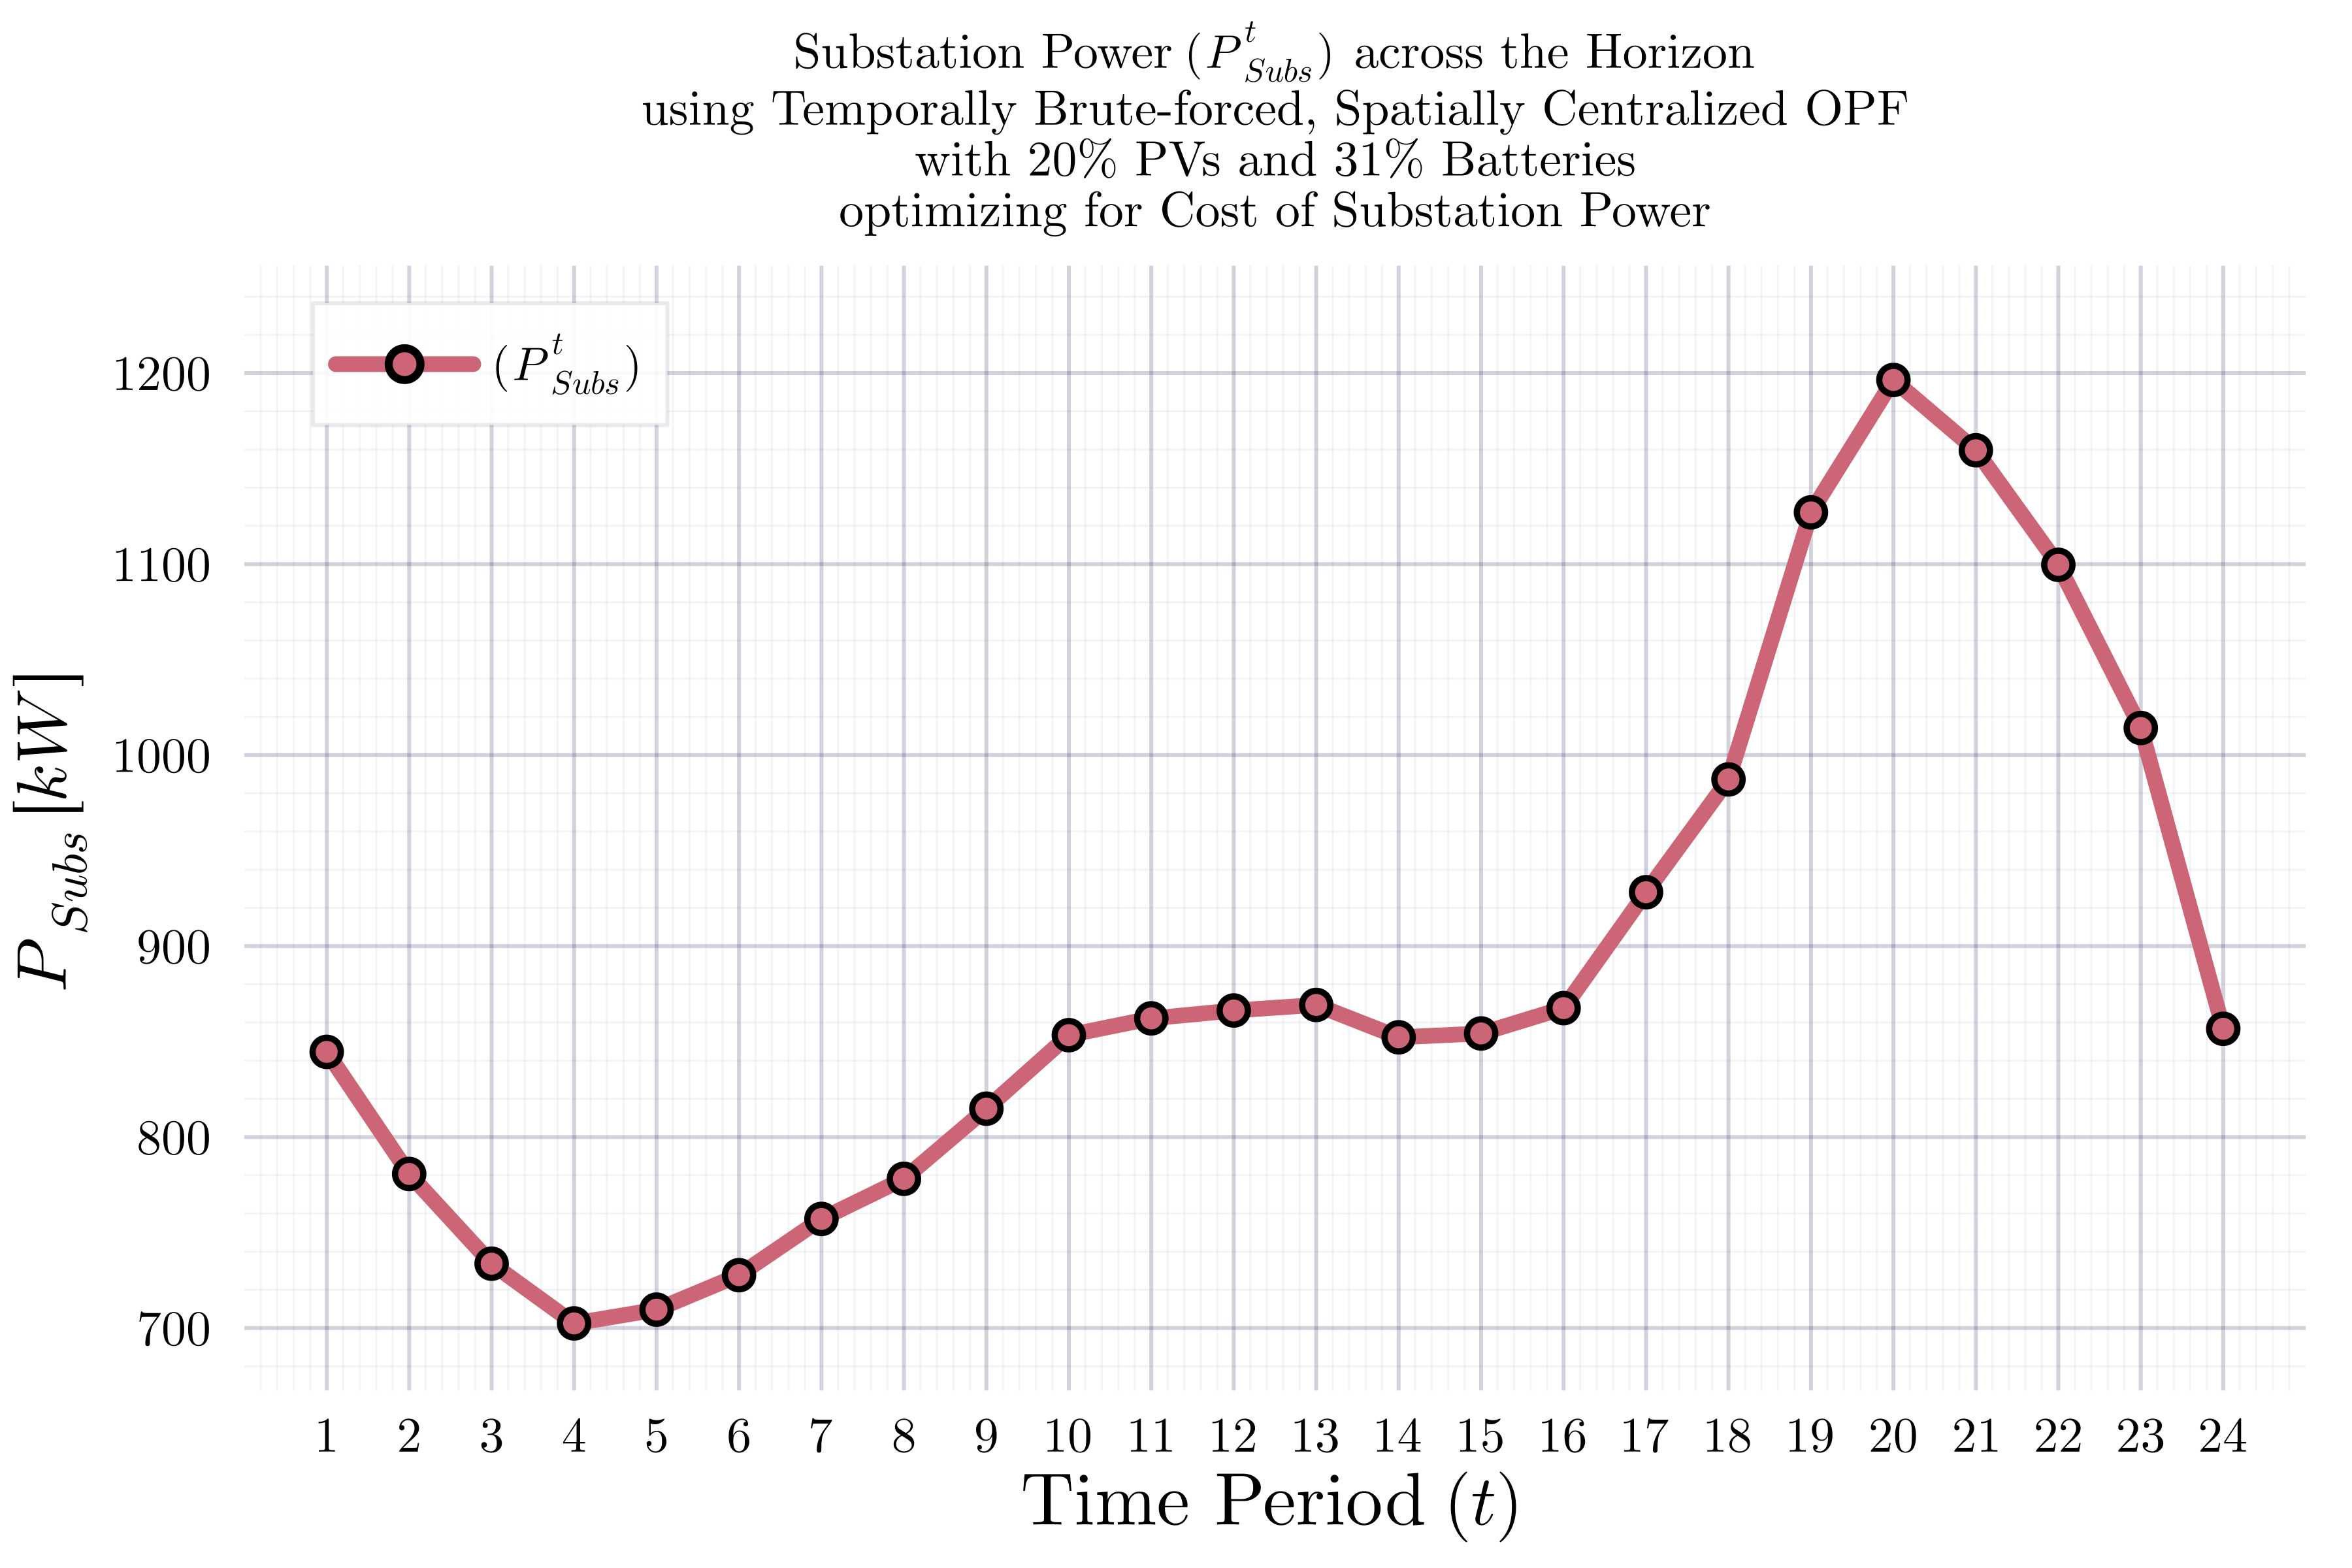 Substation Power (P^t_Subs) across the Horizon
using Temporally Brute-forced, Spatially Centralized OPF
with 20% PVs and 31% Batteries
optimizing for Cost of Substation Power
(P^t_Subs)
1200
1100
1000
900
800
700
P_Subs [kW]
1 2 3 4 5 6 7 8 9 10 11 12 13 14 15 16 17 18 19 20 21 22 23 24
Time Period (t)